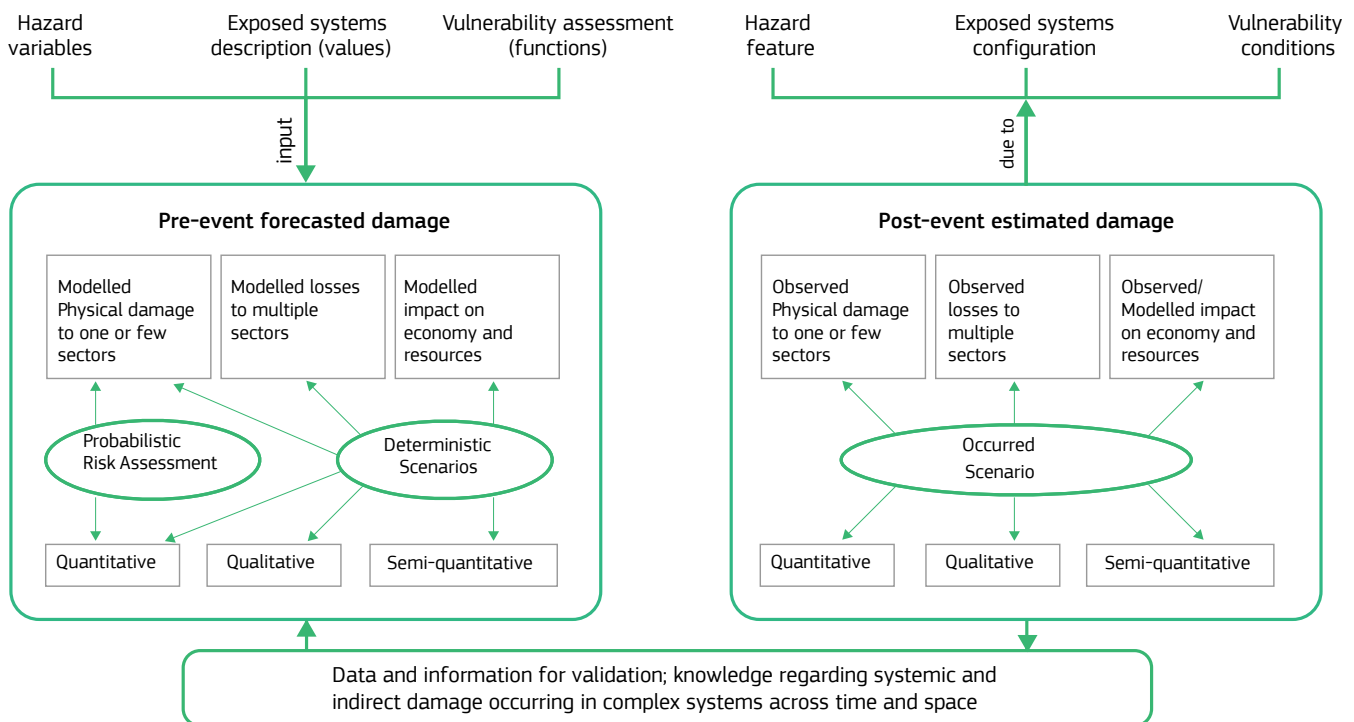 Hazard
variables
Exposed systems
description (values)
Vulnerability assessment
(functions)
input
Pre-event forecasted damage
Modelled
Physical damage
to one or few
sectors
Modelled losses
to multiple
sectors
Modelled
impact on
economy and
resources
Probabilistic
Risk Assessment
Deterministic
Scenarios
Quantitative
Qualitative
Semi-quantitative
Hazard
feature
Exposed systems
configuration
Vulnerability
conditions
due to
Post-event estimated damage
Observed
Physical damage
to one or few
sectors
Observed
losses to
multiple
sectors
Observed/
Modelled impact
on economy and
resources
Occurred
Scenario
Quantitative
Qualitative
Semi-quantitative
Data and information for validation; knowledge regarding systemic and
indirect damage occurring in complex systems across time and space